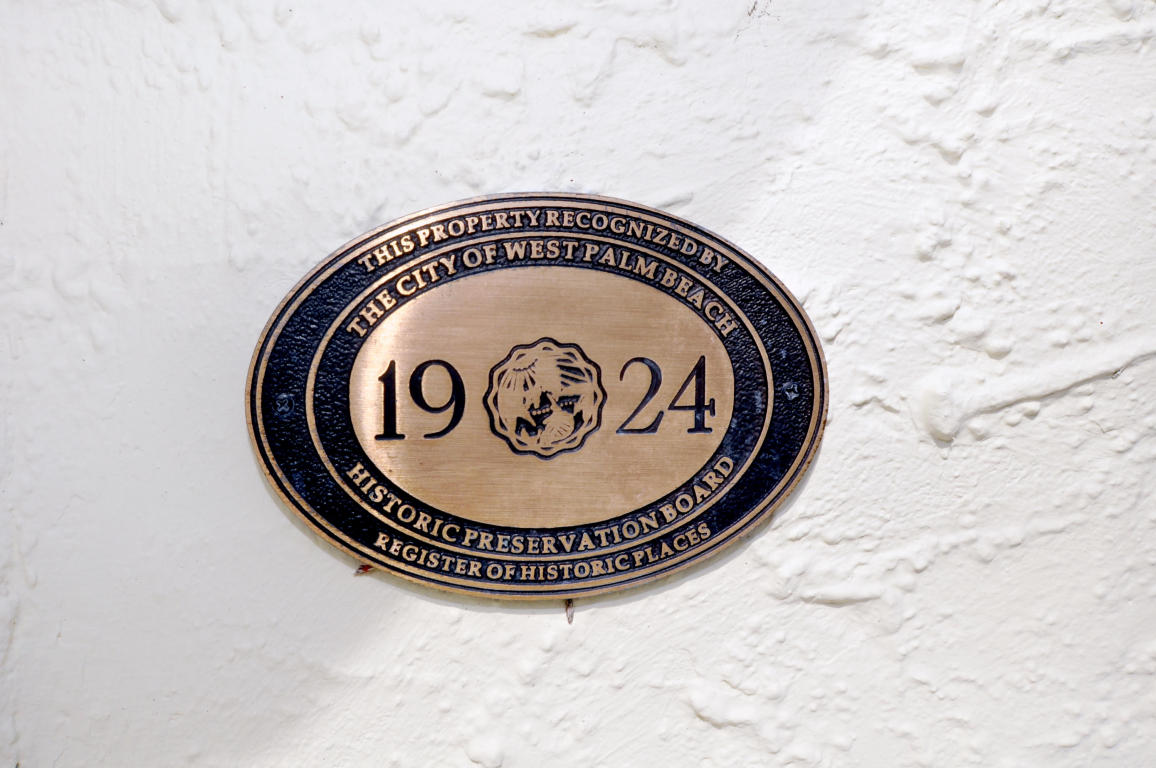 THIS PROPERTY RECOGNIZED BY
THE CITY OF WEST PALM BEACH
1924
HISTORIC PRESERVATION BOARD
REGISTER OF HISTORIC PLACES